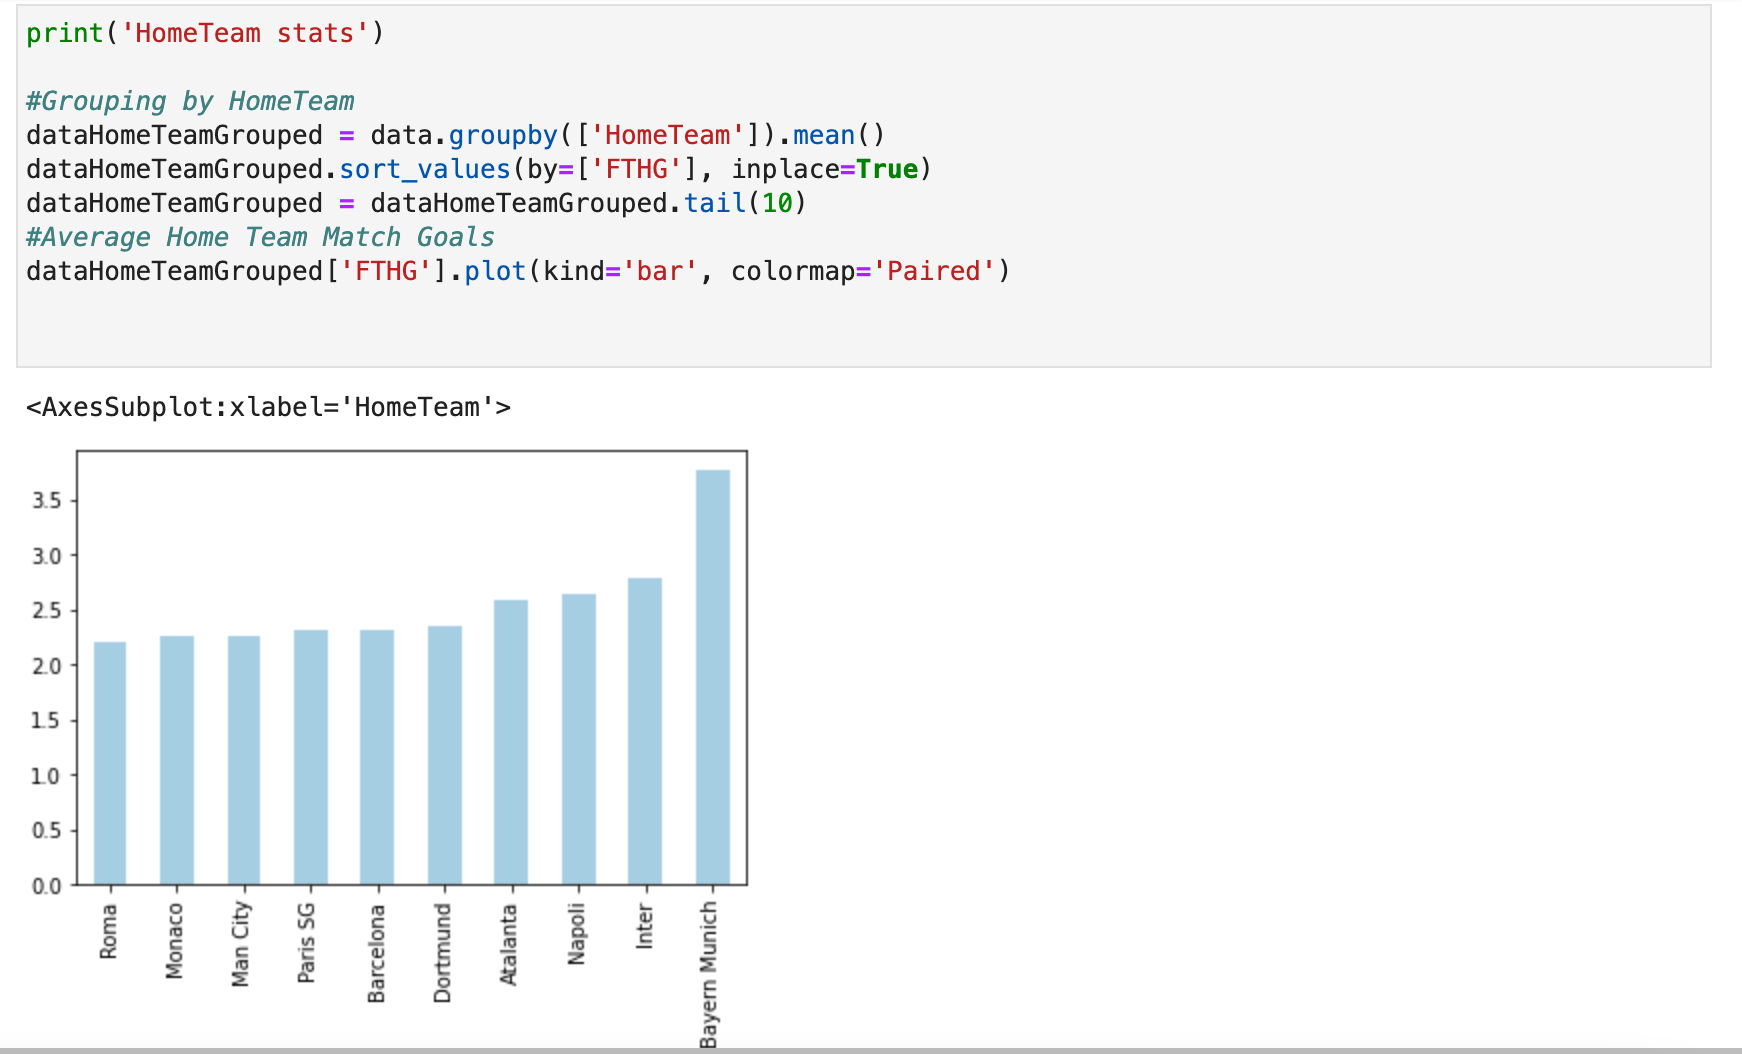 print('HomeTeam stats')
#Grouping by HomeTeam
dataHomeTeamGrouped = data.groupby(['HomeTeam']).mean()
dataHomeTeamGrouped.sort_values(by=['FTHG'], inplace=True)
dataHomeTeamGrouped = dataHomeTeamGrouped.tail(10)
#Average Home Team Match Goals
dataHomeTeamGrouped['FTHG'].plot(kind='bar', colormap='Paired')
<AxesSubplot:xlabel='HomeTeam'>
3.5
3.0
2.5
2.0
1.5
1.0
0.5
0.0
Roma
Monaco
Man City
Paris SG
Barcelona
Dortmund
Atalanta
Napoli
Inter
Bayern Munich